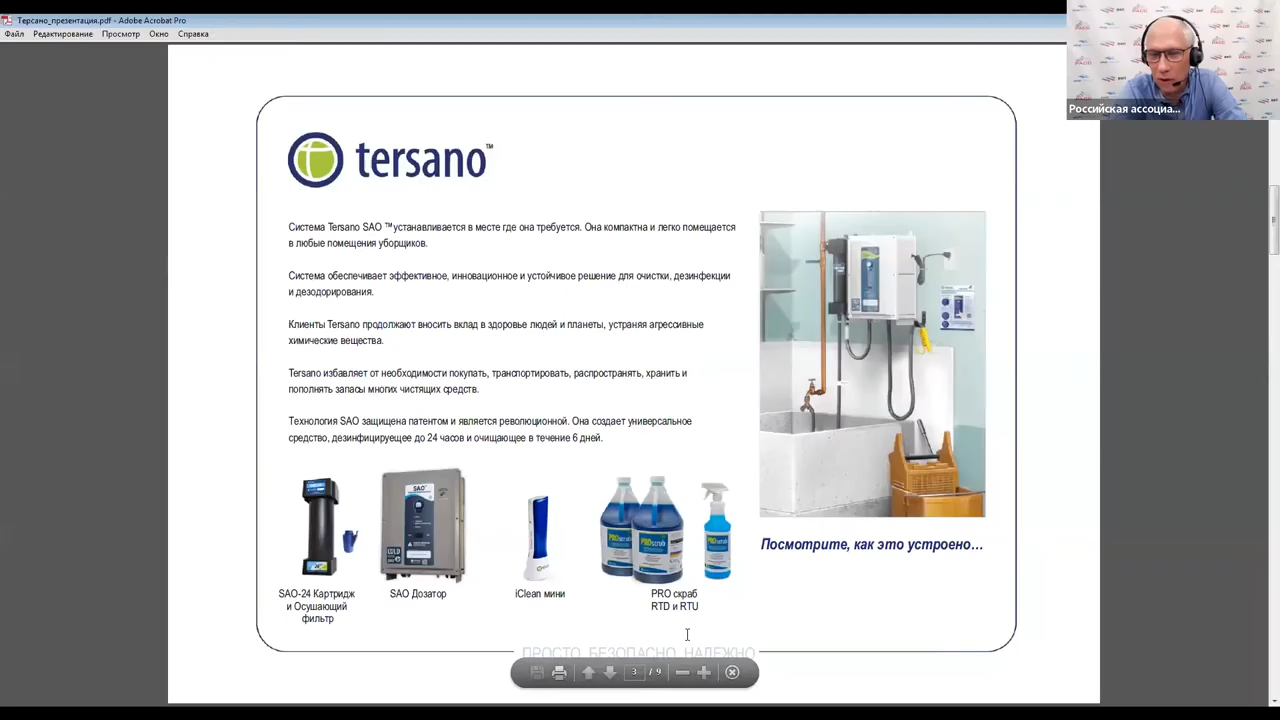 Терсано_презентация.pdf - Adobe Acrobat Pro
Файл Редактирование Просмотр Окно Справка
Российская ассоциа...
tersano™
Система Tersano SAO ™устанавливается в месте где она требуется. Она компактна и легко помещается
в любые помещения уборщиков.
Система обеспечивает эффективное, инновационное и устойчивое решение для очистки, дезинфекции
и дезодорирования.
Клиенты Tersano продолжают вносить вклад в здоровье людей и планеты, устраняя агрессивные
химические вещества.
Tersano избавляет от необходимости покупать, транспортировать, распространять, хранить и
пополнять запасы многих чистящих средств.
Технология SAO защищена патентом и является революционной. Она создает универсальное
средство, дезинфицируещее до 24 часов и очищающее в течение 6 дней.
SAO
PROscrub
Посмотрите, как это устроено...
SAO-24 Картридж
и Осушающий
фильтр
SAO Дозатор
iClean мини
PRO скраб
RTD и RTU
ПРОСТО. БЕЗОПАСНО. НАДЕЖНО
3 / 9